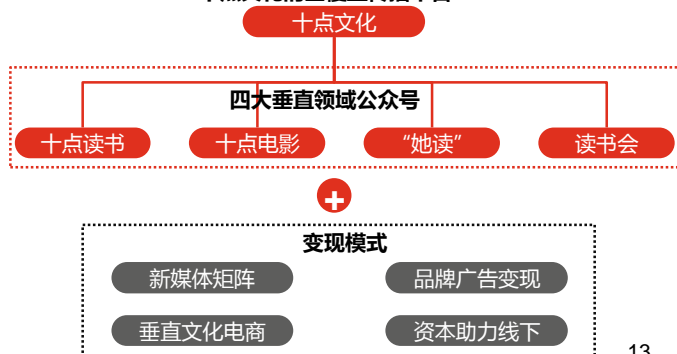 十点文化
四大垂直领域公众号
十点读书 十点电影 “她读” 读书会
+
变现模式
新媒体矩阵 品牌广告变现
垂直文化电商 资本助力线下
13